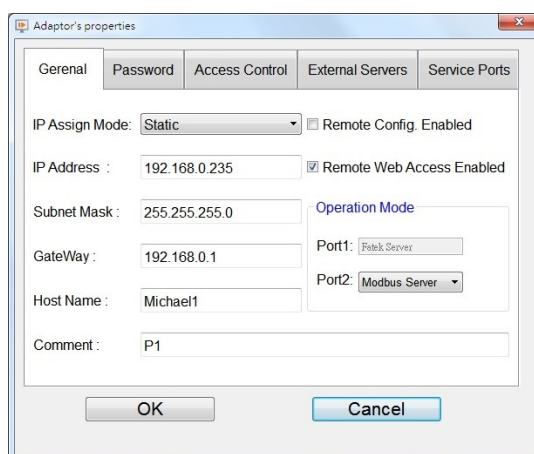 Adaptor's properties
Gerenal Password Access Control External Servers Service Ports
IP Assign Mode: Static Remote Config. Enabled
IP Address : 192.168.0.235 Remote Web Access Enabled
Subnet Mask : 255.255.255.0 Operation Mode
Port1: Fatek Server
GateWay : 192.168.0.1
Port2: Modbus Server
Host Name : Michael1
Comment : P1
OK Cancel